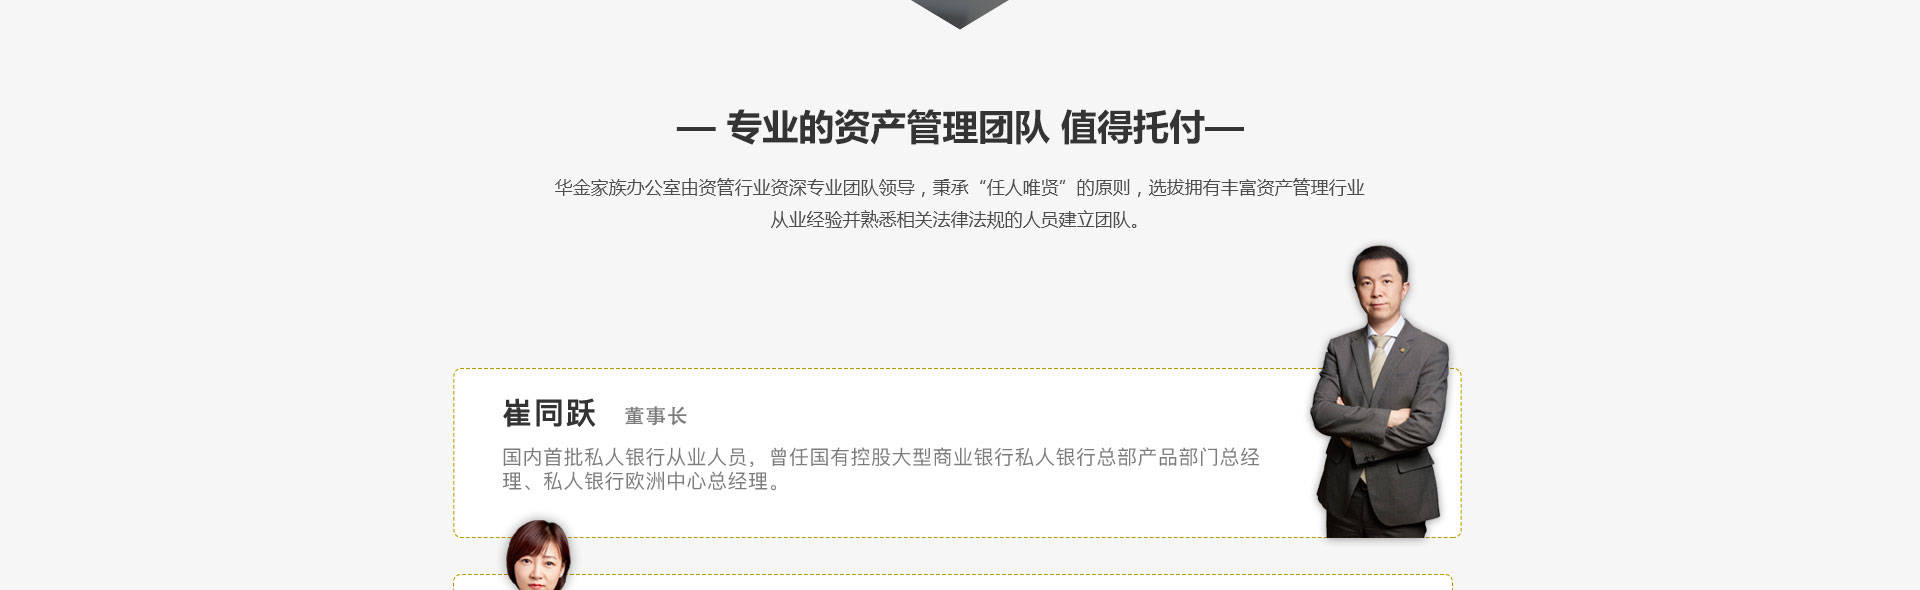 — 专业的资产管理团队 值得托付—
华金家族办公室由资管行业资深专业团队领导，秉承“任人唯贤”的原则，选拔拥有丰富资产管理行业
从业经验并熟悉相关法律法规的人员建立团队。
崔同跃 董事长
国内首批私人银行从业人员，曾任国有控股大型商业银行私人银行总部产品部门总经
理、私人银行欧洲中心总经理。